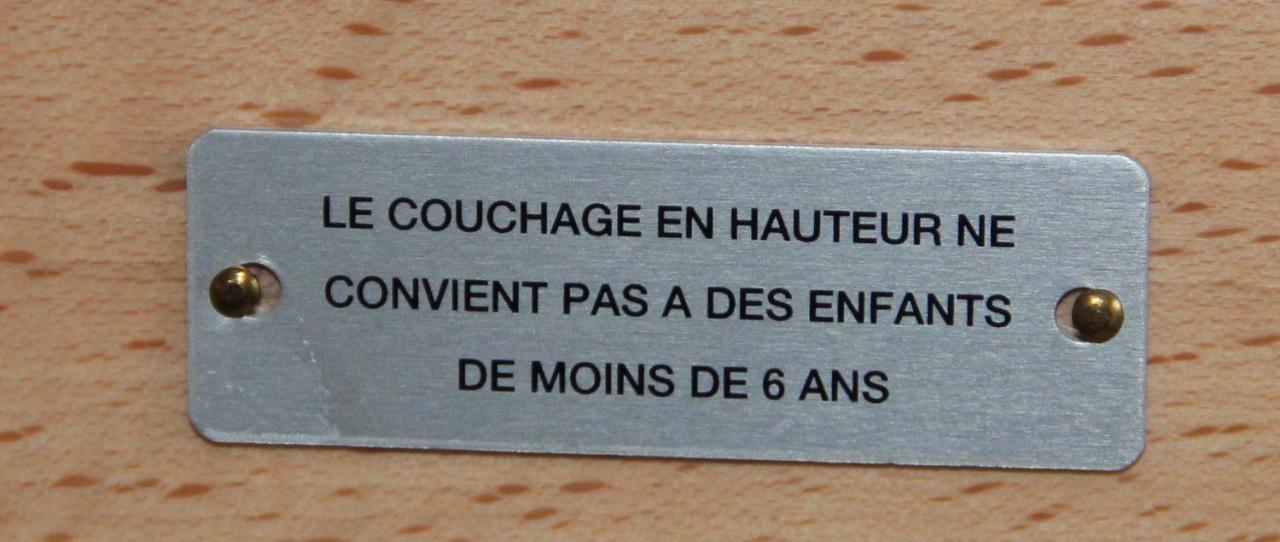 LE COUCHAGE EN HAUTEUR NE
CONVIENT PAS A DES ENFANTS
DE MOINS DE 6 ANS